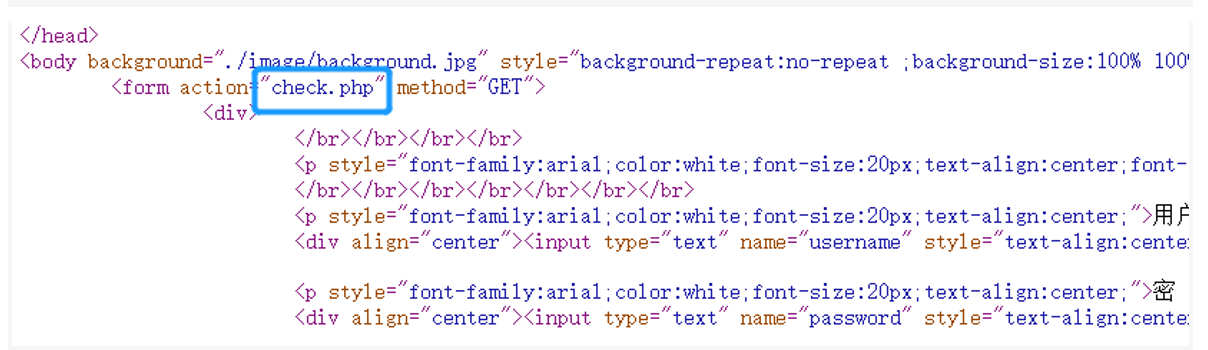 </head>
<body background="./image/background.jpg" style="background-repeat:no-repeat ;background-size:100% 100%
<form action="check.php" method="GET">
<div>
</br></br></br></br>
<p style="font-family:arial;color:white;font-size:20px;text-align:center;font-
</br></br></br></br></br></br></br>
<p style="font-family:arial;color:white;font-size:20px;text-align:center;">用户
<div align="center"><input type="text" name="username" style="text-align:cente
<p style="font-family:arial;color:white;font-size:20px;text-align:center;">密
<div align="center"><input type="text" name="password" style="text-align:cente